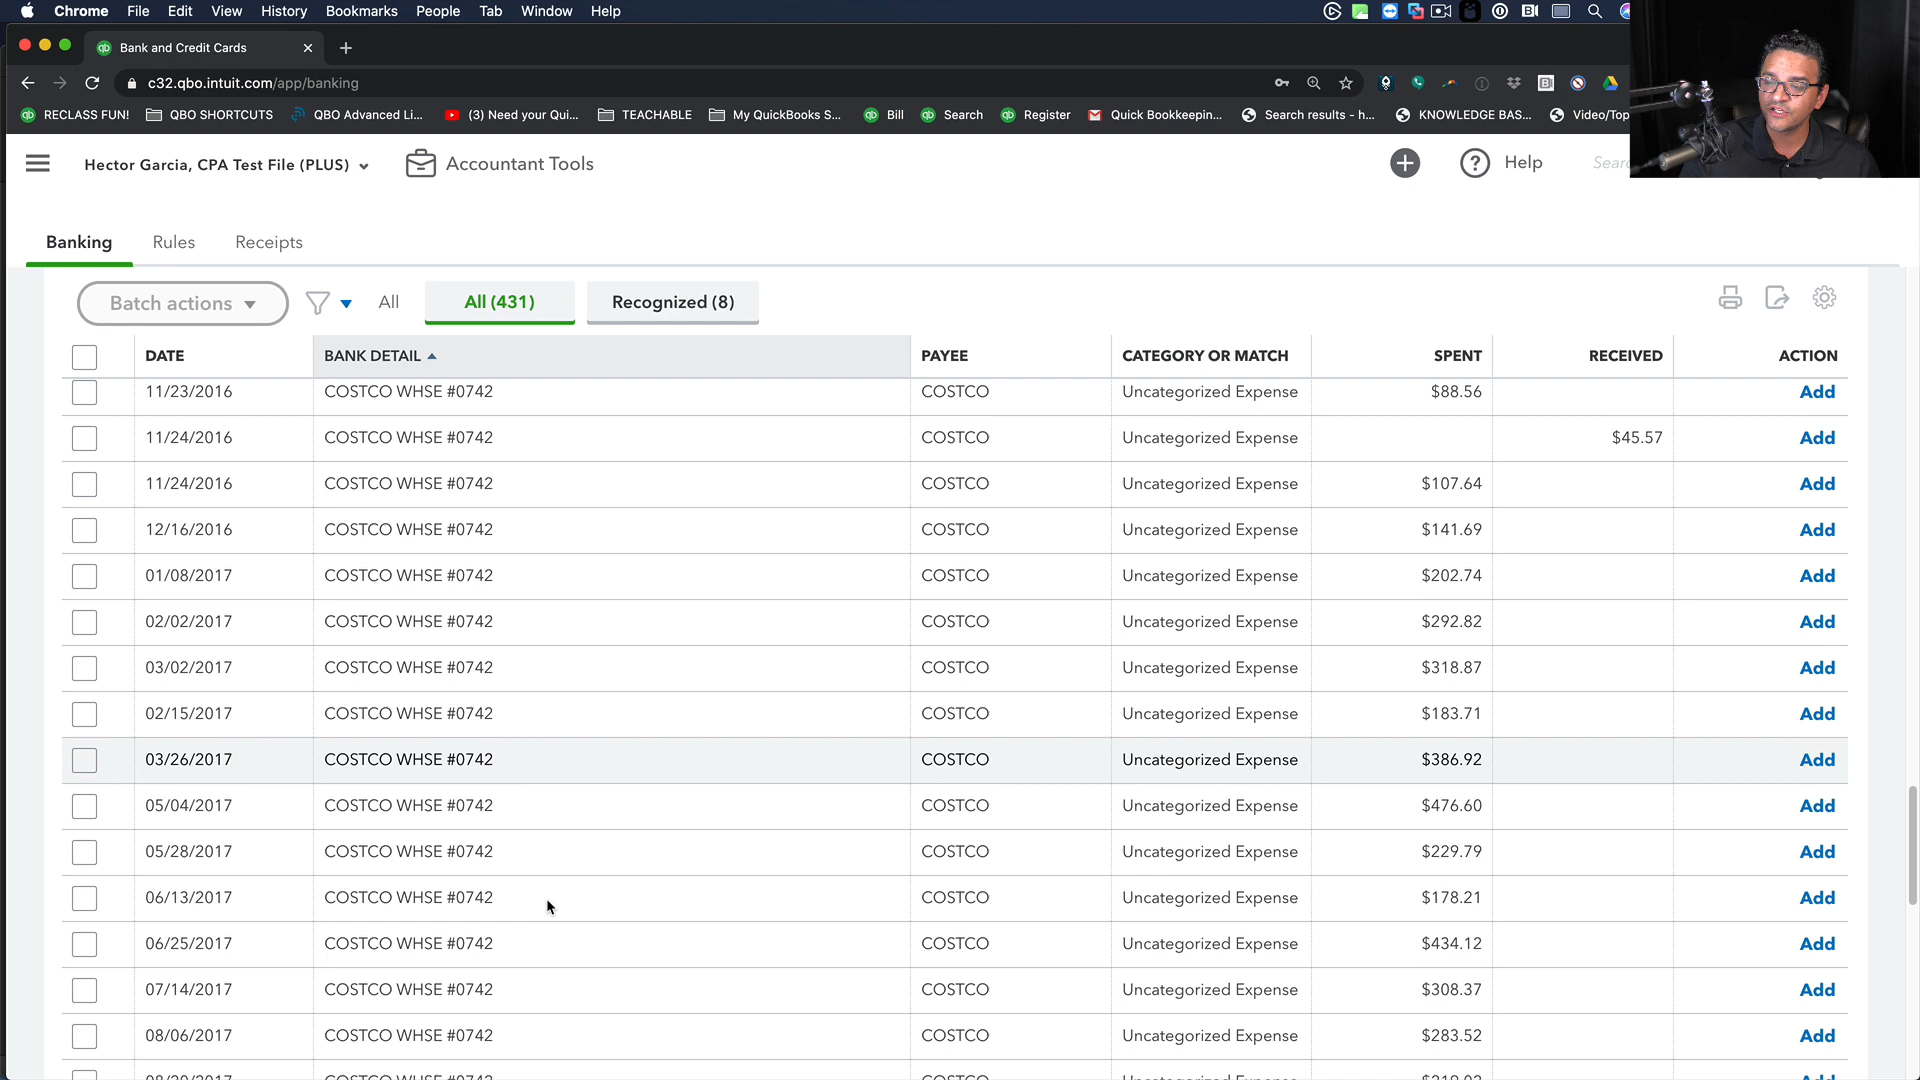 Chrome File Edit View History Bookmarks People Tab Window Help
Bank and Credit Cards
c32.qbo.intuit.com/app/banking
RECLASS FUN! QBO SHORTCUTS QBO Advanced Li... (3) Need your Qui... TEACHABLE My QuickBooks S... Bill Search Register Quick Bookkeepin... Search results - h... KNOWLEDGE BAS... Video/Top
Hector Garcia, CPA Test File (PLUS) Accountant Tools Help Sear
Banking Rules Receipts
Batch actions All All (431) Recognized (8)
DATE BANK DETAIL PAYEE CATEGORY OR MATCH SPENT RECEIVED ACTION
11/23/2016 COSTCO WHSE #0742 COSTCO Uncategorized Expense $88.56 Add
11/24/2016 COSTCO WHSE #0742 COSTCO Uncategorized Expense $45.57 Add
11/24/2016 COSTCO WHSE #0742 COSTCO Uncategorized Expense $107.64 Add
12/16/2016 COSTCO WHSE #0742 COSTCO Uncategorized Expense $141.69 Add
01/08/2017 COSTCO WHSE #0742 COSTCO Uncategorized Expense $202.74 Add
02/02/2017 COSTCO WHSE #0742 COSTCO Uncategorized Expense $292.82 Add
03/02/2017 COSTCO WHSE #0742 COSTCO Uncategorized Expense $318.87 Add
02/15/2017 COSTCO WHSE #0742 COSTCO Uncategorized Expense $183.71 Add
03/26/2017 COSTCO WHSE #0742 COSTCO Uncategorized Expense $386.92 Add
05/04/2017 COSTCO WHSE #0742 COSTCO Uncategorized Expense $476.60 Add
05/28/2017 COSTCO WHSE #0742 COSTCO Uncategorized Expense $229.79 Add
06/13/2017 COSTCO WHSE #0742 COSTCO Uncategorized Expense $178.21 Add
06/25/2017 COSTCO WHSE #0742 COSTCO Uncategorized Expense $434.12 Add
07/14/2017 COSTCO WHSE #0742 COSTCO Uncategorized Expense $308.37 Add
08/06/2017 COSTCO WHSE #0742 COSTCO Uncategorized Expense $283.52 Add